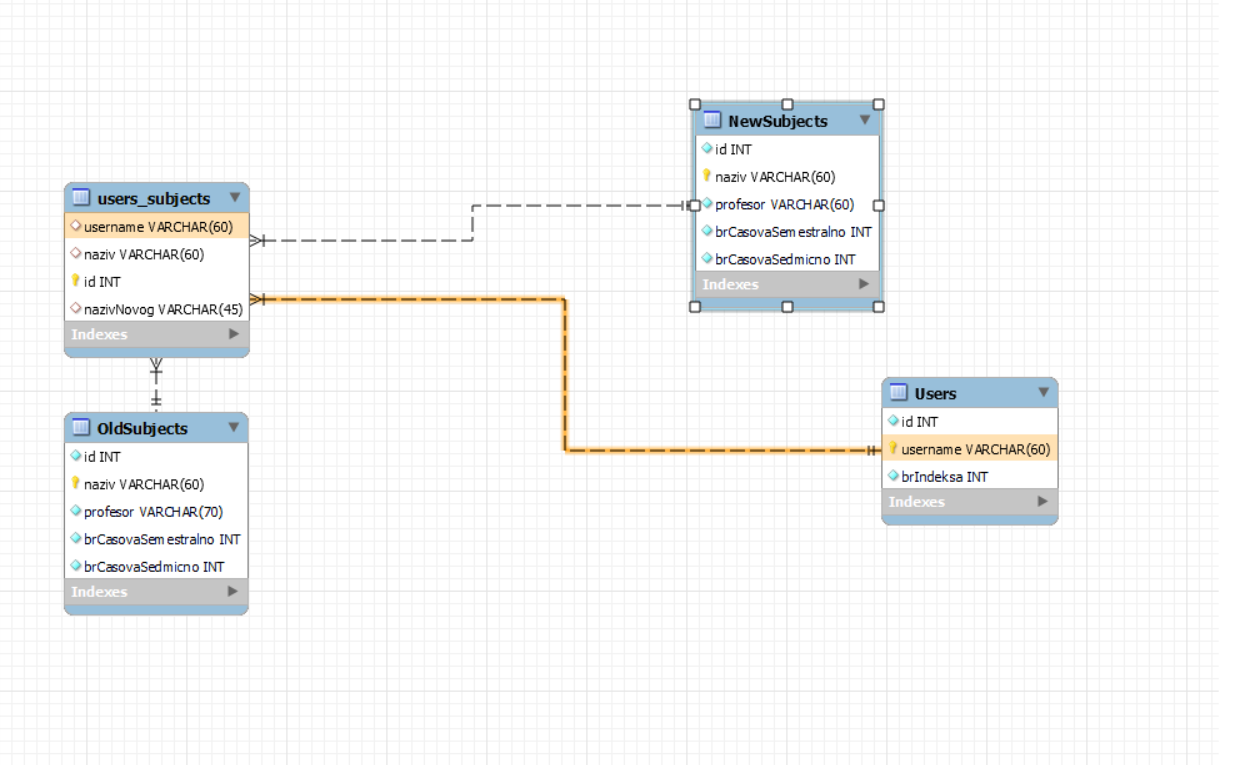 users_subjects
username VARCHAR(60)
naziv VARCHAR(60)
id INT
nazivNovog VARCHAR(45)
Indexes
OldSubjects
id INT
naziv VARCHAR(60)
profesor VARCHAR(70)
brCasovaSemestralno INT
brCasovaSedmicno INT
Indexes
NewSubjects
id INT
naziv VARCHAR(60)
profesor VARCHAR(60)
brCasovaSemestralno INT
brCasovaSedmicno INT
Indexes
Users
id INT
username VARCHAR(60)
brIndeksa INT
Indexes